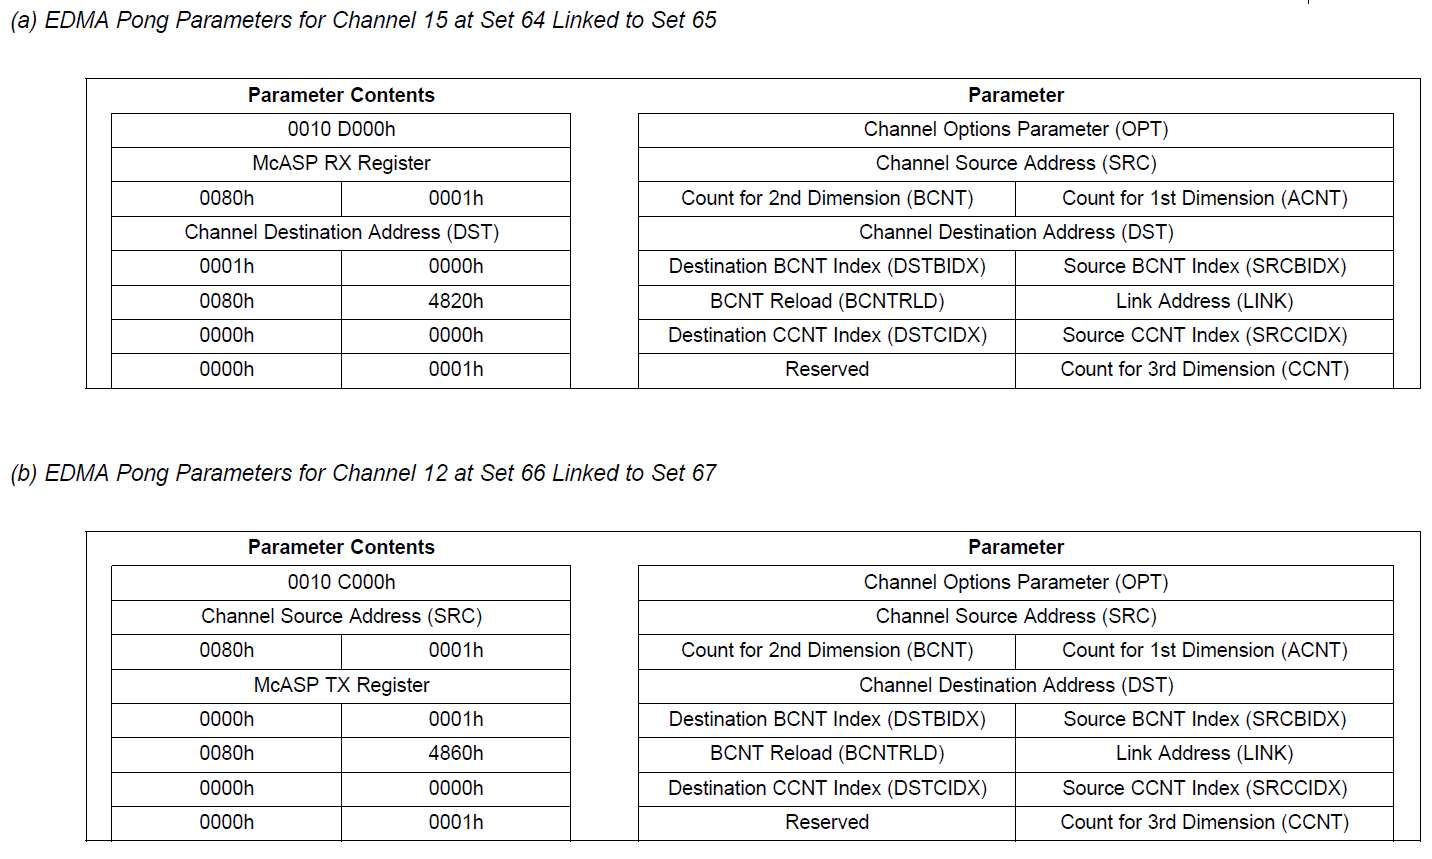 (a) EDMA Pong Parameters for Channel 15 at Set 64 Linked to Set 65
Parameter Contents Parameter
0010 D000h Channel Options Parameter (OPT)
McASP RX Register Channel Source Address (SRC)
0080h 0001h Count for 2nd Dimension (BCNT) Count for 1st Dimension (ACNT)
Channel Destination Address (DST) Channel Destination Address (DST)
0001h 0000h Destination BCNT Index (DSTBIDX) Source BCNT Index (SRCBIDX)
0080h 4820h BCNT Reload (BCNTRLD) Link Address (LINK)
0000h 0000h Destination CCNT Index (DSTCIDX) Source CCNT Index (SRCCIDX)
0000h 0001h Reserved Count for 3rd Dimension (CCNT)
(b) EDMA Pong Parameters for Channel 12 at Set 66 Linked to Set 67
Parameter Contents Parameter
0010 C000h Channel Options Parameter (OPT)
Channel Source Address (SRC) Channel Source Address (SRC)
0080h 0001h Count for 2nd Dimension (BCNT) Count for 1st Dimension (ACNT)
McASP TX Register Channel Destination Address (DST)
0000h 0001h Destination BCNT Index (DSTBIDX) Source BCNT Index (SRCBIDX)
0080h 4860h BCNT Reload (BCNTRLD) Link Address (LINK)
0000h 0000h Destination CCNT Index (DSTCIDX) Source CCNT Index (SRCCIDX)
0000h 0001h Reserved Count for 3rd Dimension (CCNT)